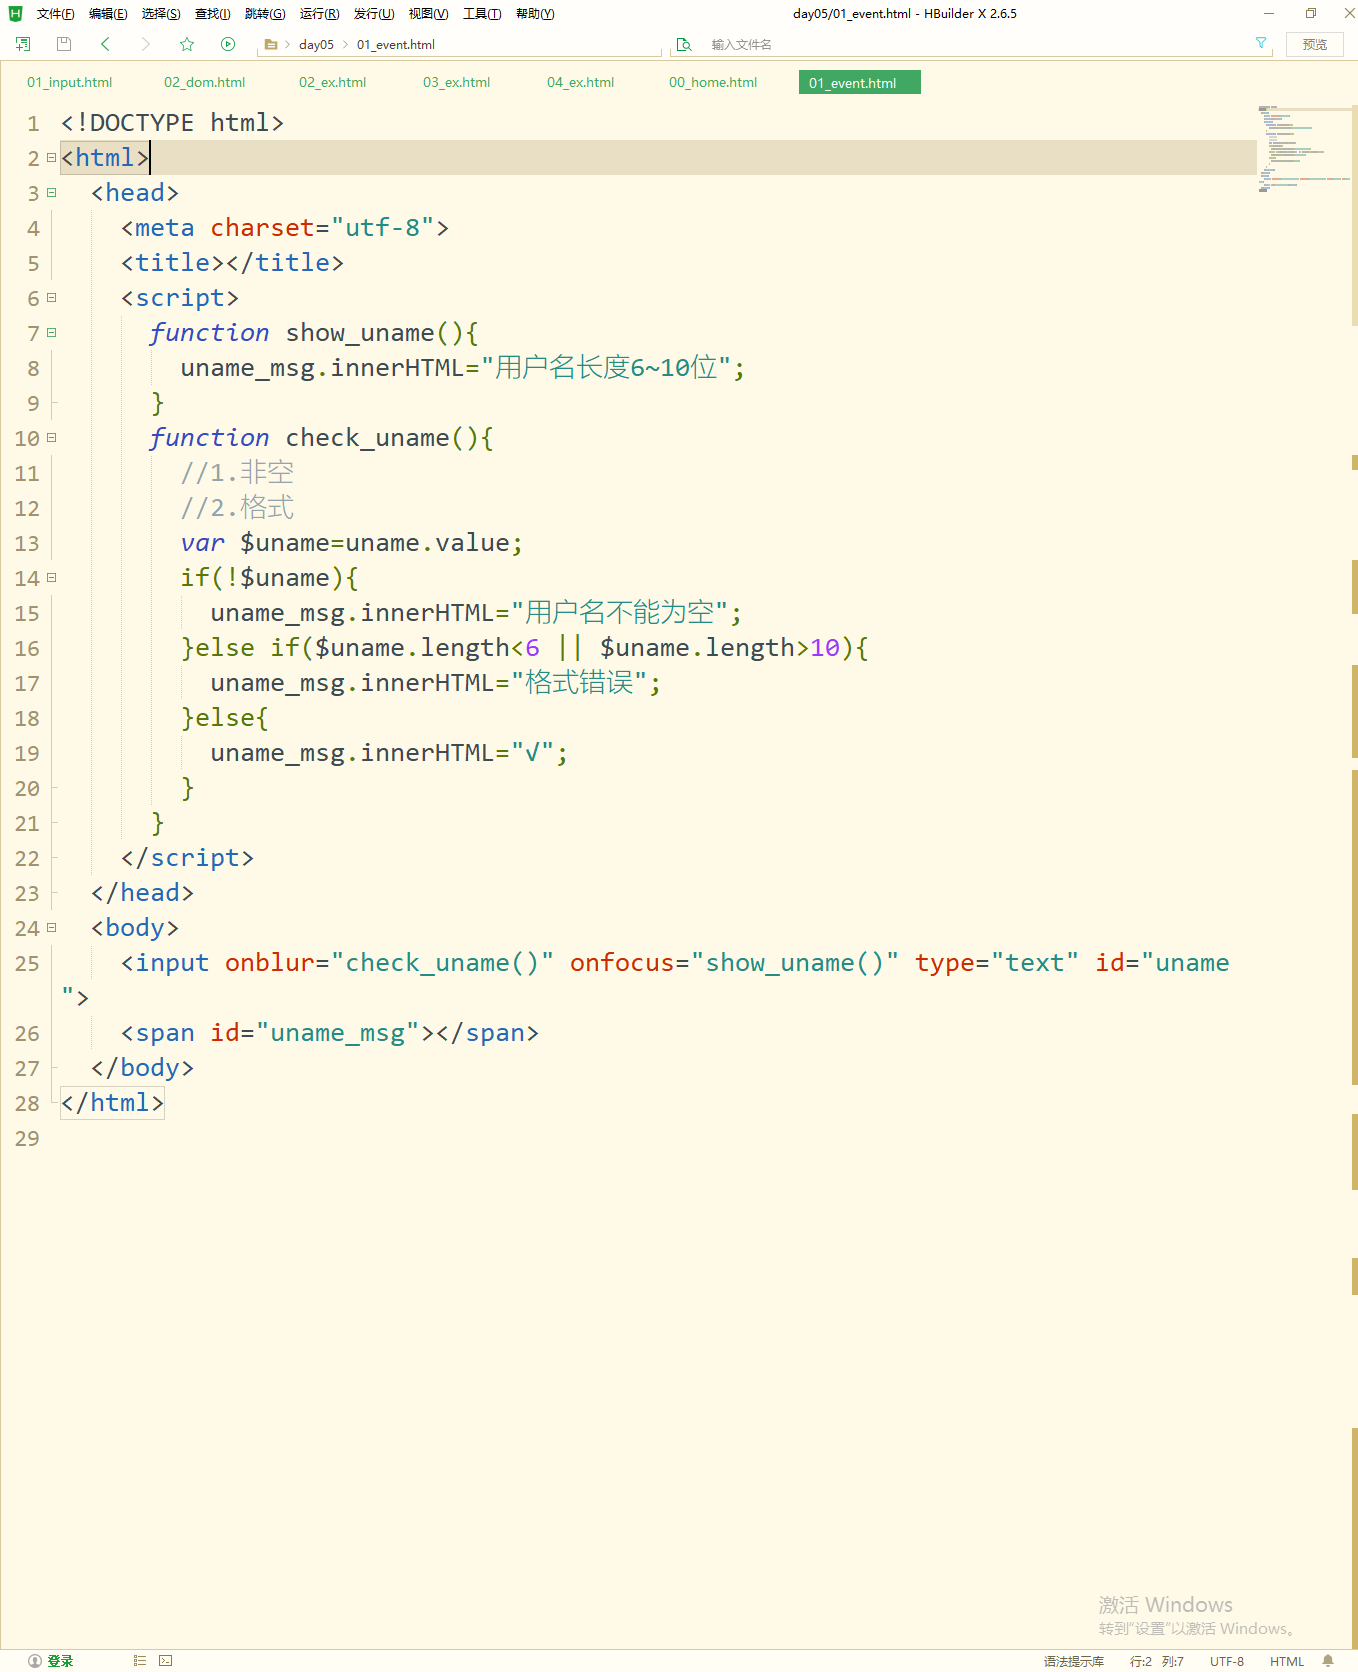 文件(F) 编辑(E) 选择(S) 查找(I) 跳转(G) 运行(R) 发行(U) 视图(V) 工具(T) 帮助(Y) day05/01_event.html - HBuilder X 2.6.5
day05 01_event.html 输入文件名 预览
01_input.html 02_dom.html 02_ex.html 03_ex.html 04_ex.html 00_home.html 01_event.html
1 <!DOCTYPE html>
2 <html>
3 <head>
4 <meta charset="utf-8">
5 <title></title>
6 <script>
7 function show_uname(){
8 uname_msg.innerHTML="用户名长度6~10位";
9 }
10 function check_uname(){
11 //1.非空
12 //2.格式
13 var $uname=uname.value;
14 if(!$uname){
15 uname_msg.innerHTML="用户名不能为空";
16 }else if($uname.length<6 || $uname.length>10){
17 uname_msg.innerHTML="格式错误";
18 }else{
19 uname_msg.innerHTML="√";
20 }
21 }
22 </script>
23 </head>
24 <body>
25 <input onblur="check_uname()" onfocus="show_uname()" type="text" id="uname
">
26 <span id="uname_msg"></span>
27 </body>
28 </html>
29
激活 Windows
转到"设置"以激活 Windows。
登录 语法提示库 行:2 列:7 UTF-8 HTML